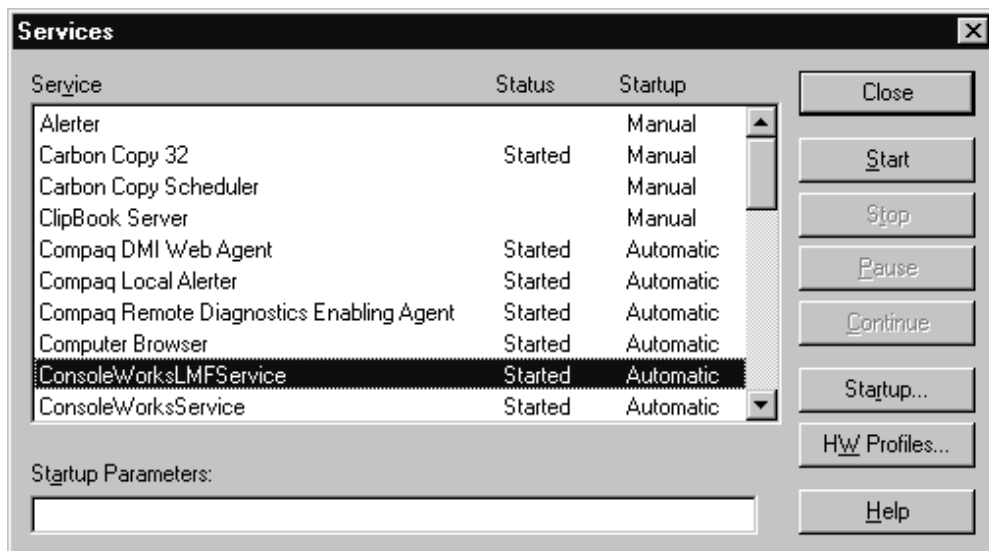 Services
Service Status Startup
Alerter Manual
Carbon Copy 32 Started Manual
Carbon Copy Scheduler Manual
ClipBook Server Manual
Compaq DMI Web Agent Started Automatic
Compaq Local Alerter Started Automatic
Compaq Remote Diagnostics Enabling Agent Started Automatic
Computer Browser Started Automatic
ConsoleWorksLMFService Started Automatic
ConsoleWorksService Started Automatic
Startup Parameters:
Close
Start
Stop
Pause
Continue
Startup...
HW Profiles...
Help